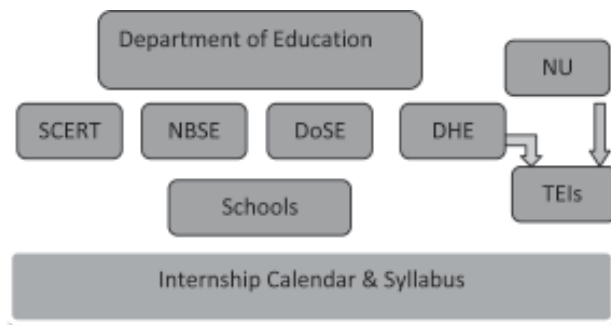 Department of Education
NU
SCERT
NBSE
DoSE
DHE
TEIs
Schools
Internship Calendar & Syllabus